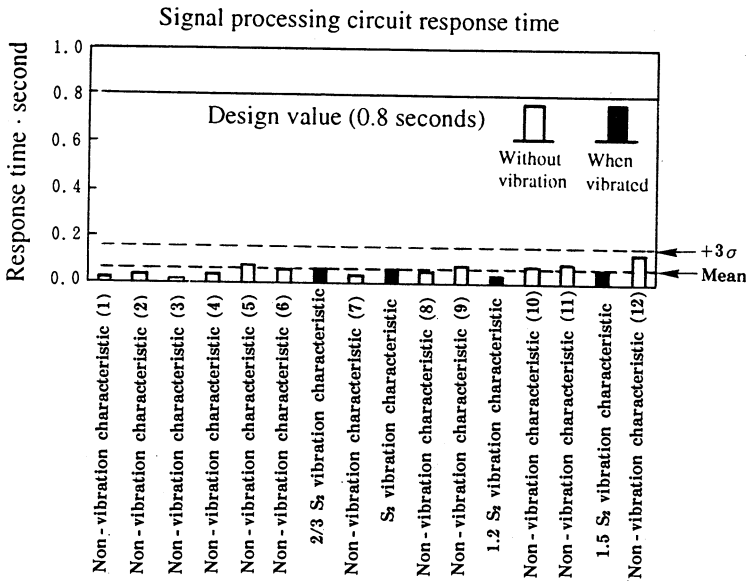 Signal processing circuit response time
Response time · second
1.0
0.8
0.6
0.4
0.2
0.0
Design value (0.8 seconds)
Without vibration
When vibrated
+3σ
Mean
Non-vibration characteristic (1)
Non-vibration characteristic (2)
Non-vibration characteristic (3)
Non-vibration characteristic (4)
Non-vibration characteristic (5)
Non-vibration characteristic (6)
2/3 S₂ vibration characteristic
Non-vibration characteristic (7)
S₂ vibration characteristic
Non-vibration characteristic (8)
Non-vibration characteristic (9)
1.2 S₂ vibration characteristic
Non-vibration characteristic (10)
Non-vibration characteristic (11)
1.5 S₂ vibration characteristic
Non-vibration characteristic (12)